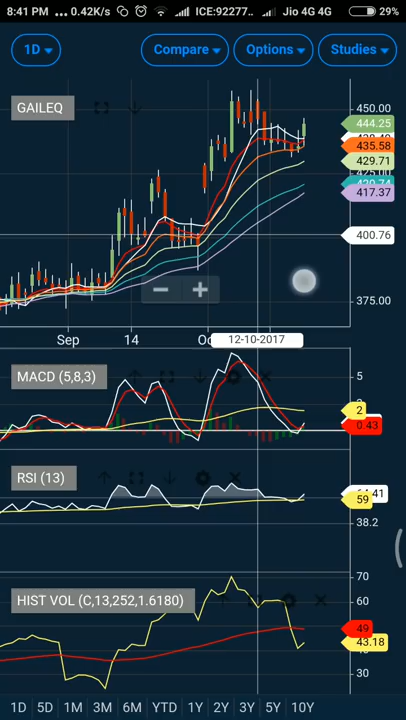 8:41 PM ... 0.42K/s ICE:92277.. Jio 4G 4G 29%
1D Compare Options Studies
GAILEQ
450.00
444.25
435.58
429.71
417.37
400.76
375.00
Sep 14 12-10-2017
MACD (5,8,3)
5
2
0.43
RSI (13)
59
38.2
HIST VOL (C,13,252,1.6180)
70
60
49
43.18
30
1D 5D 1M 3M 6M YTD 1Y 2Y 3Y 5Y 10Y